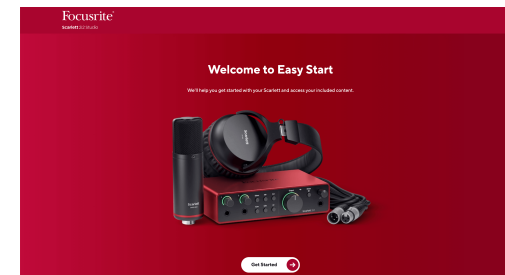 Focusrite®
Scarlett 2i2 Studio
Welcome to Easy Start
We'll help you get started with your Scarlett and access your included content.
Get Started